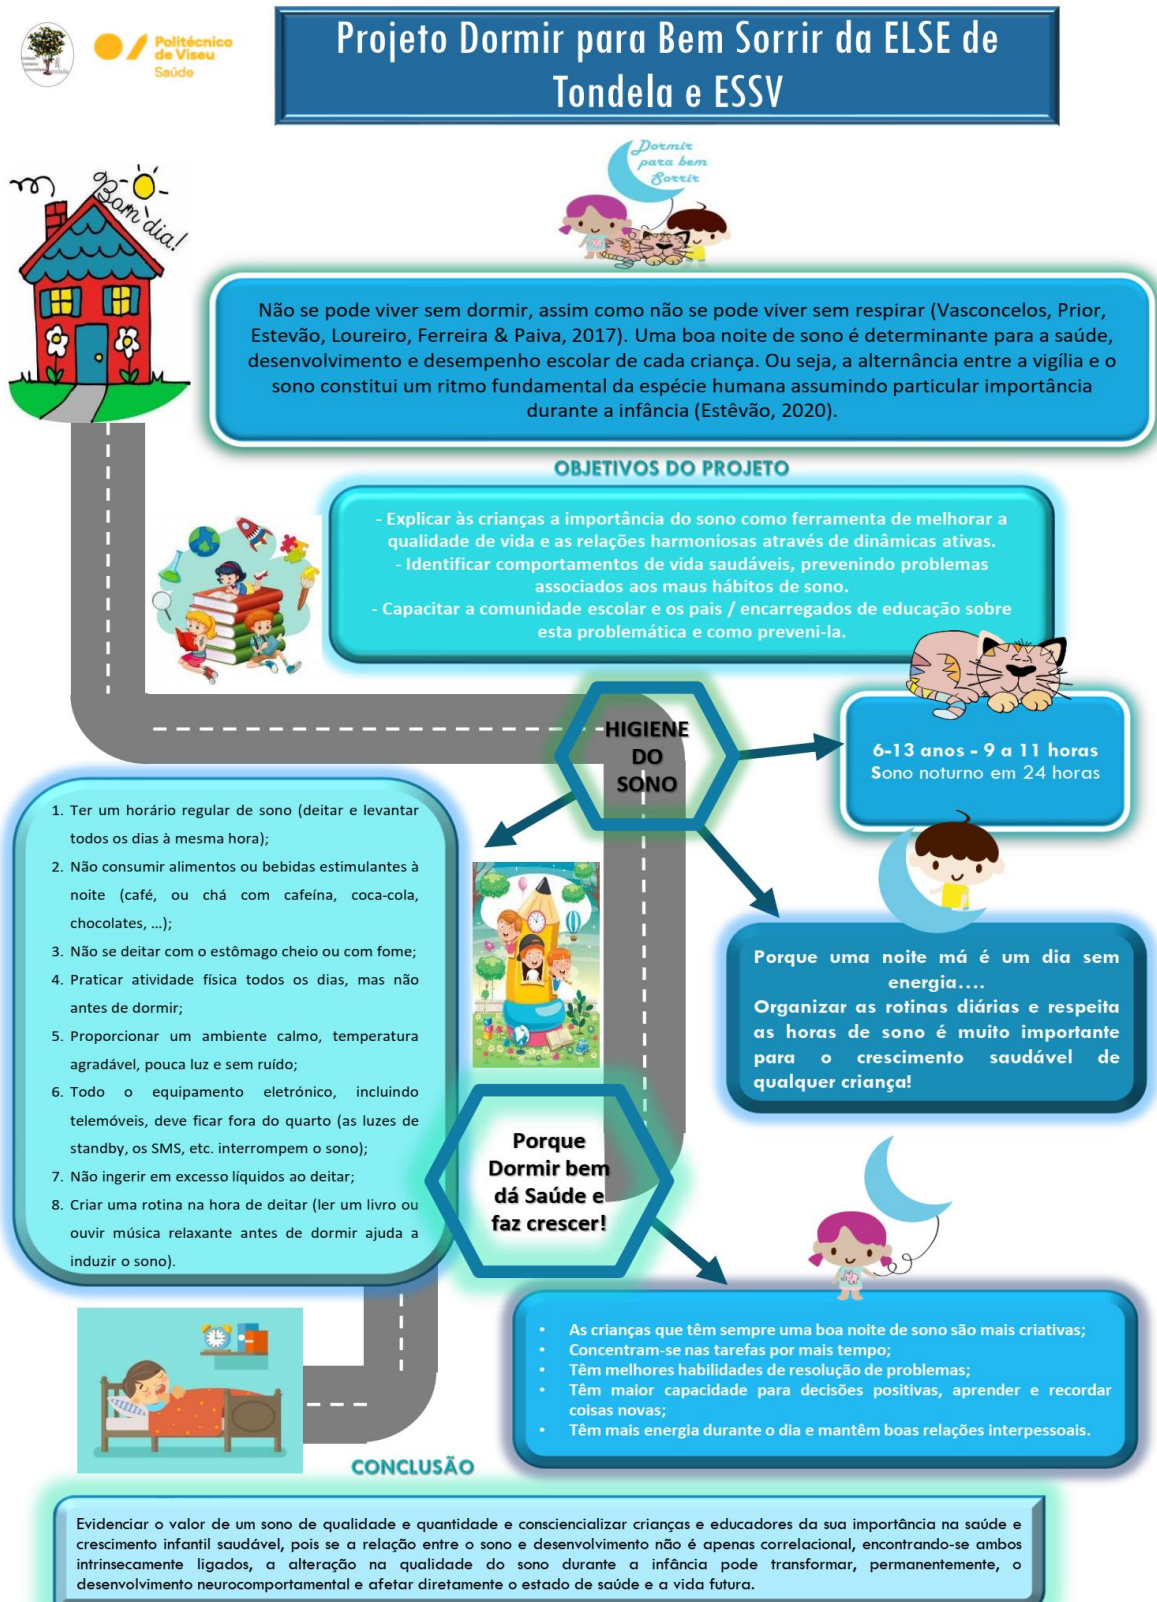 Politécnico
de Viseu
Saúde
Projeto Dormir para Bem Sorrir da ELSE de
Tondela e ESSV
Dormir
para bem
Sorrir
Bom dia!
Não se pode viver sem dormir, assim como não se pode viver sem respirar (Vasconcelos, Prior,
Estevão, Loureiro, Ferreira & Paiva, 2017). Uma boa noite de sono é determinante para a saúde,
desenvolvimento e desempenho escolar de cada criança. Ou seja, a alternância entre a vigília e o
sono constitui um ritmo fundamental da espécie humana assumindo particular importância
durante a infância (Estêvão, 2020).
OBJETIVOS DO PROJETO
- Explicar às crianças a importância do sono como ferramenta de melhorar a
qualidade de vida e as relações harmoniosas através de dinâmicas ativas.
- Identificar comportamentos de vida saudáveis, prevenindo problemas
associados aos maus hábitos de sono.
- Capacitar a comunidade escolar e os pais / encarregados de educação sobre
esta problemática e como preveni-la.
HIGIENE
DO
SONO
6-13 anos - 9 a 11 horas
Sono noturno em 24 horas
1. Ter um horário regular de sono (deitar e levantar
todos os dias à mesma hora);
2. Não consumir alimentos ou bebidas estimulantes à
noite (café, ou chá com cafeína, coca-cola,
chocolates, ...);
3. Não se deitar com o estômago cheio ou com fome;
4. Praticar atividade física todos os dias, mas não
antes de dormir;
5. Proporcionar um ambiente calmo, temperatura
agradável, pouca luz e sem ruído;
6. Todo o equipamento eletrónico, incluindo
telemóveis, deve ficar fora do quarto (as luzes de
standby, os SMS, etc. interrompem o sono);
7. Não ingerir em excesso líquidos ao deitar;
8. Criar uma rotina na hora de deitar (ler um livro ou
ouvir música relaxante antes de dormir ajuda a
induzir o sono).
Porque uma noite má é um dia sem
energia....
Organizar as rotinas diárias e respeita
as horas de sono é muito importante
para o crescimento saudável de
qualquer criança!
Porque
Dormir bem
dá Saúde e
faz crescer!
• As crianças que têm sempre uma boa noite de sono são mais criativas;
• Concentram-se nas tarefas por mais tempo;
• Têm melhores habilidades de resolução de problemas;
• Têm maior capacidade para decisões positivas, aprender e recordar
coisas novas;
• Têm mais energia durante o dia e mantêm boas relações interpessoais.
CONCLUSÃO
Evidenciar o valor de um sono de qualidade e quantidade e consciencializar crianças e educadores da sua importância na saúde e
crescimento infantil saudável, pois se a relação entre o sono e desenvolvimento não é apenas correlacional, encontrando-se ambos
intrinsecamente ligados, a alteração na qualidade do sono durante a infância pode transformar, permanentemente, o
desenvolvimento neurocomportamental e afetar diretamente o estado de saúde e a vida futura.